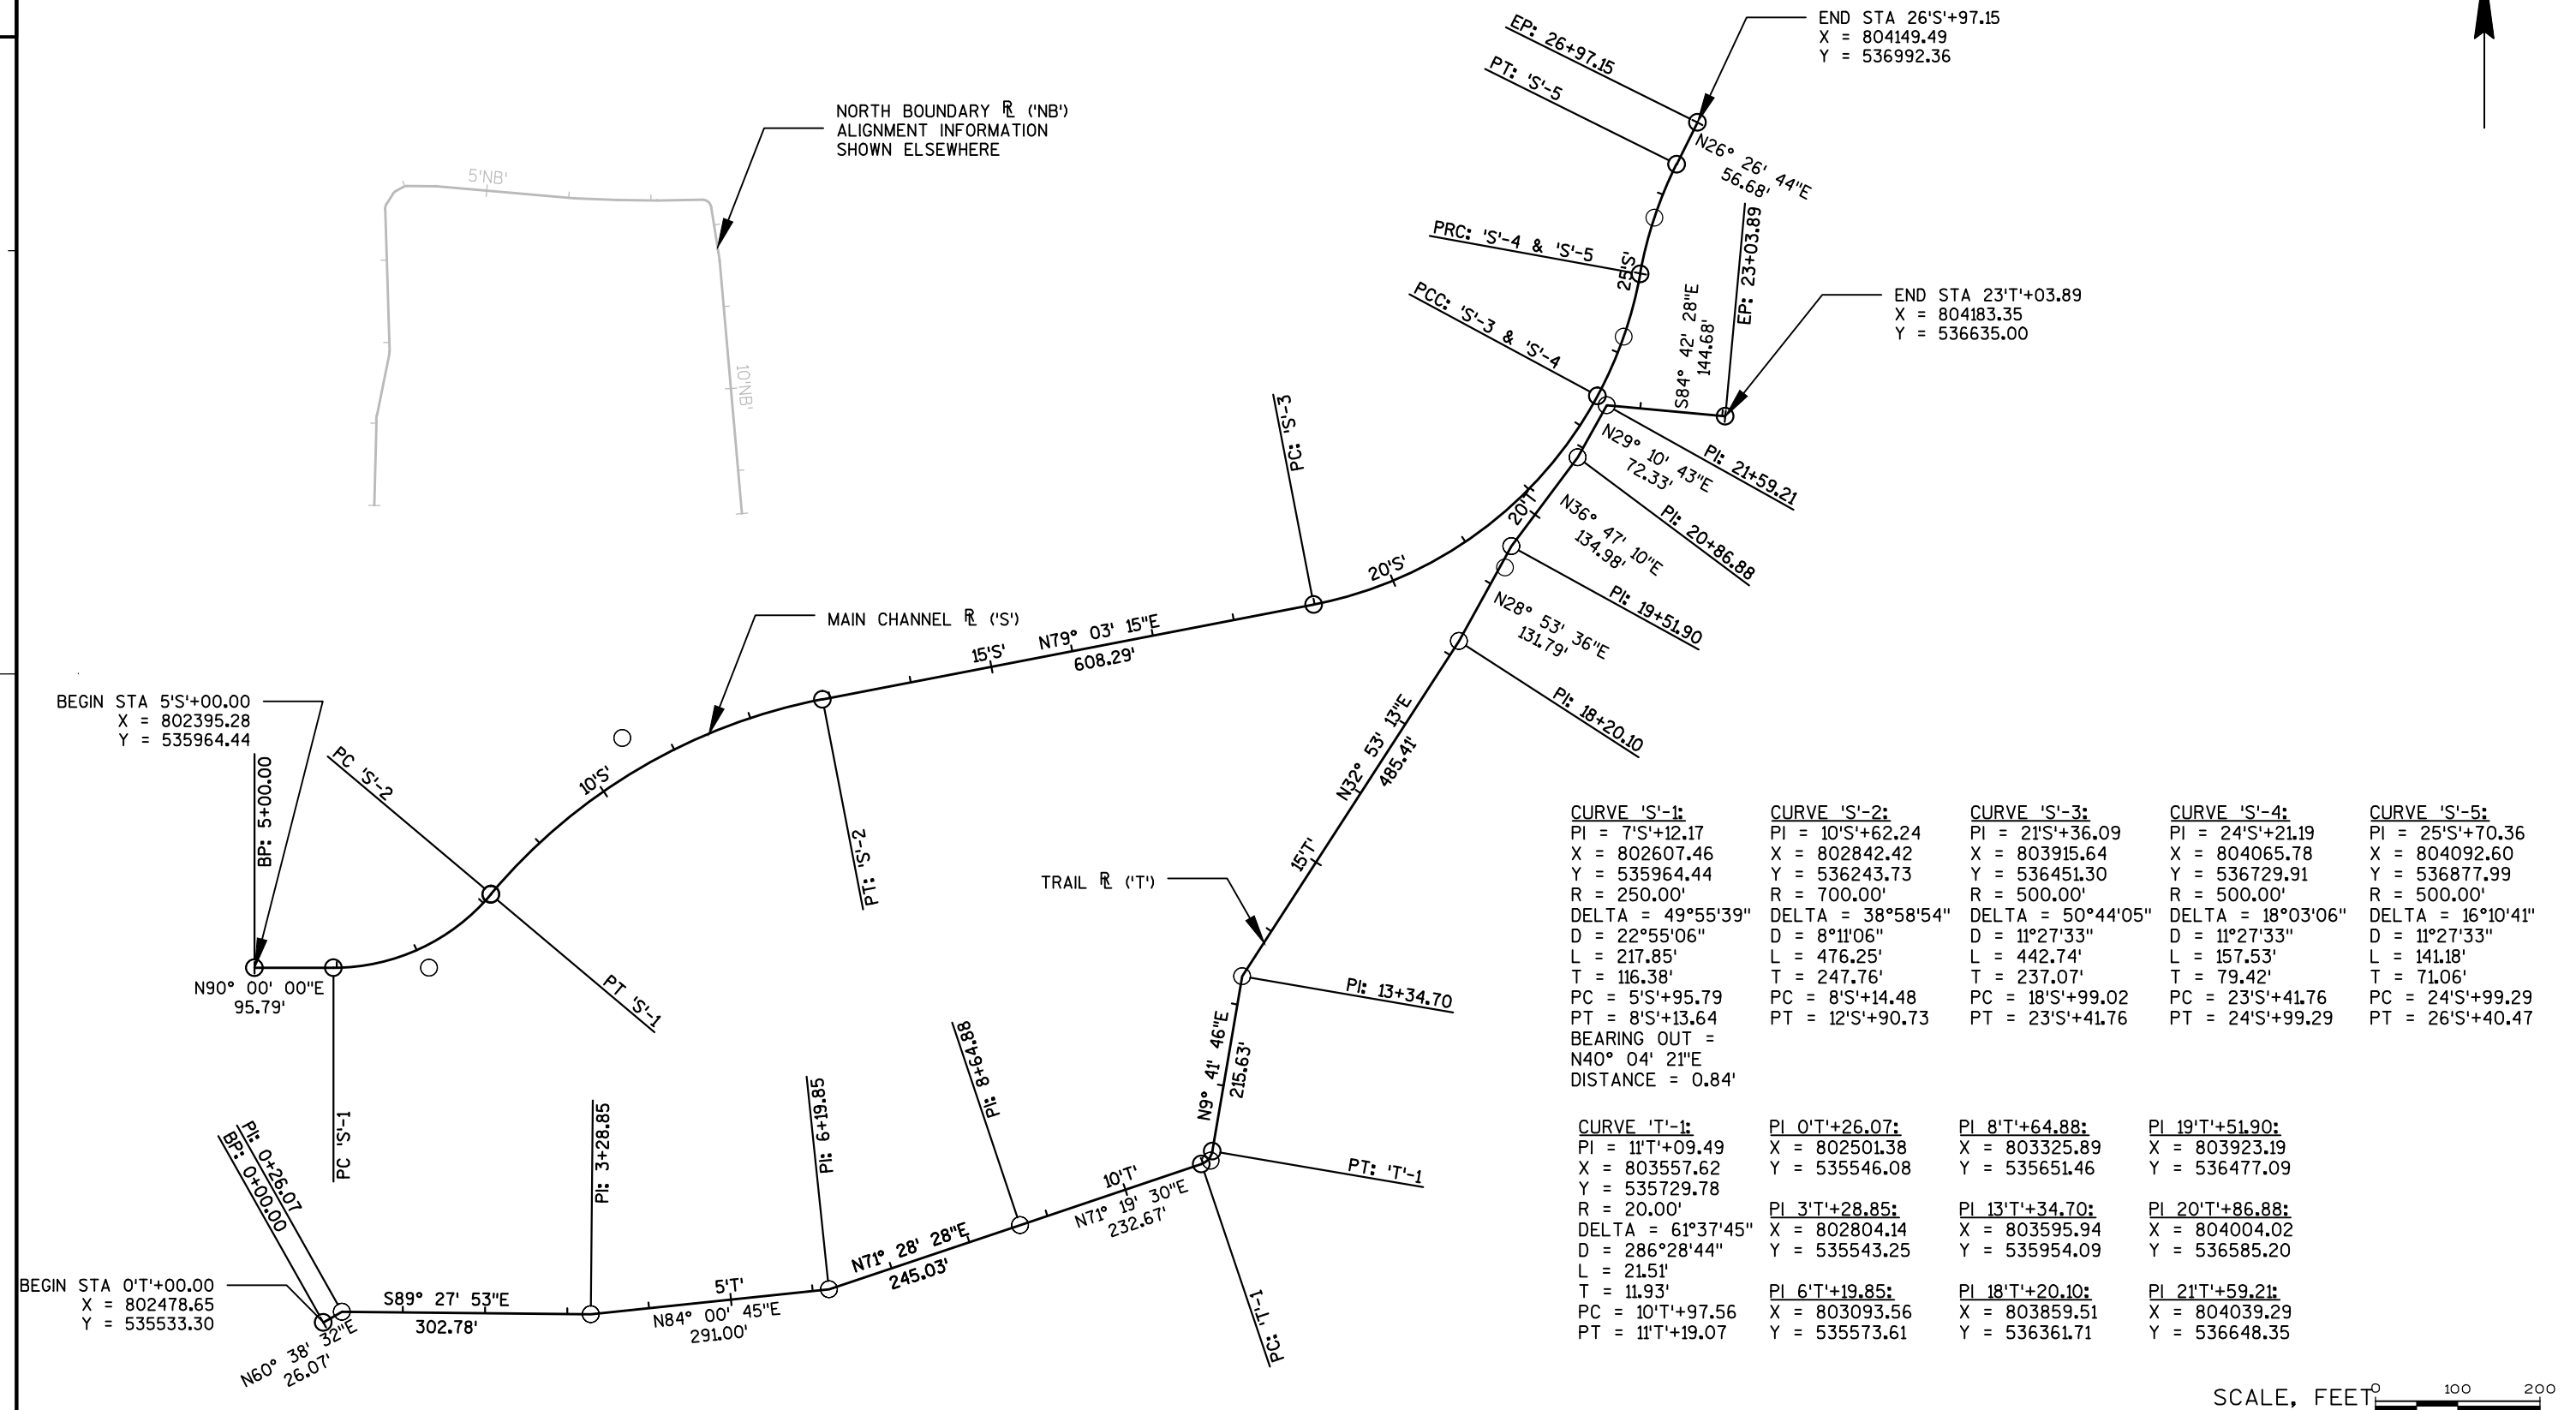 END STA 26'S'+97.15
X = 804149.49
Y = 536992.36
EP: 26+97.15
PT: 'S'-5
N26° 26' 44"E
56.68'
NORTH BOUNDARY ⅊ ('NB')
ALIGNMENT INFORMATION
SHOWN ELSEWHERE
5'NB'
10'NB'
PRC: 'S'-4 & 'S'-5
25'S'
PCC: 'S'-3 & 'S'-4
EP: 23+03.89
S84° 42' 28"E
144.68'
END STA 23'T'+03.89
X = 804183.35
Y = 536635.00
PC: 'S'-3
N29° 10' 43"E
72.33'
PI: 21+59.21
20'T'
N36° 47' 10"E
134.98'
PI: 20+86.88
20'S'
N28° 53' 36"E
131.79'
PI: 19+51.90
MAIN CHANNEL ⅊ ('S')
15'S'
N79° 03' 15"E
608.29'
PI: 18+20.10
BEGIN STA 5'S'+00.00
X = 802395.28
Y = 535964.44
BP: 5+00.00
PC 'S'-2
10'S'
PT: 'S'-2
N32° 53' 13"E
485.41'
15'T'
TRAIL ⅊ ('T')
N90° 00' 00"E
95.79'
PT 'S'-1
PC 'S'-1
PI: 13+34.70
N9° 41' 46"E
215.63'
PI: 8+64.88
PI: 6+19.85
PI: 3+28.85
PI: 0+26.07
BP: 0+00.00
PT: 'T'-1
10'T'
N71° 19' 30"E
232.67'
N71° 28' 28"E
245.03'
5'T'
N84° 00' 45"E
291.00'
S89° 27' 53"E
302.78'
BEGIN STA 0'T'+00.00
X = 802478.65
Y = 535533.30
N60° 38' 32"E
26.07'
PC: 'T'-1
CURVE 'S'-1:
PI = 7'S'+12.17
X = 802607.46
Y = 535964.44
R = 250.00'
DELTA = 49°55'39"
D = 22°55'06"
L = 217.85'
T = 116.38'
PC = 5'S'+95.79
PT = 8'S'+13.64
BEARING OUT =
N40° 04' 21"E
DISTANCE = 0.84'
CURVE 'S'-2:
PI = 10'S'+62.24
X = 802842.42
Y = 536243.73
R = 700.00'
DELTA = 38°58'54"
D = 8°11'06"
L = 476.25'
T = 247.76'
PC = 8'S'+14.48
PT = 12'S'+90.73
CURVE 'S'-3:
PI = 21'S'+36.09
X = 803915.64
Y = 536451.30
R = 500.00'
DELTA = 50°44'05"
D = 11°27'33"
L = 442.74'
T = 237.07'
PC = 18'S'+99.02
PT = 23'S'+41.76
CURVE 'S'-4:
PI = 24'S'+21.19
X = 804065.78
Y = 536729.91
R = 500.00'
DELTA = 18°03'06"
D = 11°27'33"
L = 157.53'
T = 79.42'
PC = 23'S'+41.76
PT = 24'S'+99.29
CURVE 'S'-5:
PI = 25'S'+70.36
X = 804092.60
Y = 536877.99
R = 500.00'
DELTA = 16°10'41"
D = 11°27'33"
L = 141.18'
T = 71.06'
PC = 24'S'+99.29
PT = 26'S'+40.47
CURVE 'T'-1:
PI = 11'T'+09.49
X = 803557.62
Y = 535729.78
R = 20.00'
DELTA = 61°37'45"
D = 286°28'44"
L = 21.51'
T = 11.93'
PC = 10'T'+97.56
PT = 11'T'+19.07
PI 0'T'+26.07:
X = 802501.38
Y = 535546.08
PI 3'T'+28.85:
X = 802804.14
Y = 535543.25
PI 6'T'+19.85:
X = 803093.56
Y = 535573.61
PI 8'T'+64.88:
X = 803325.89
Y = 535651.46
PI 13'T'+34.70:
X = 803595.94
Y = 535954.09
PI 18'T'+20.10:
X = 803859.51
Y = 536361.71
PI 19'T'+51.90:
X = 803923.19
Y = 536477.09
PI 20'T'+86.88:
X = 804004.02
Y = 536585.20
PI 21'T'+59.21:
X = 804039.29
Y = 536648.35
SCALE, FEET 0 100 200